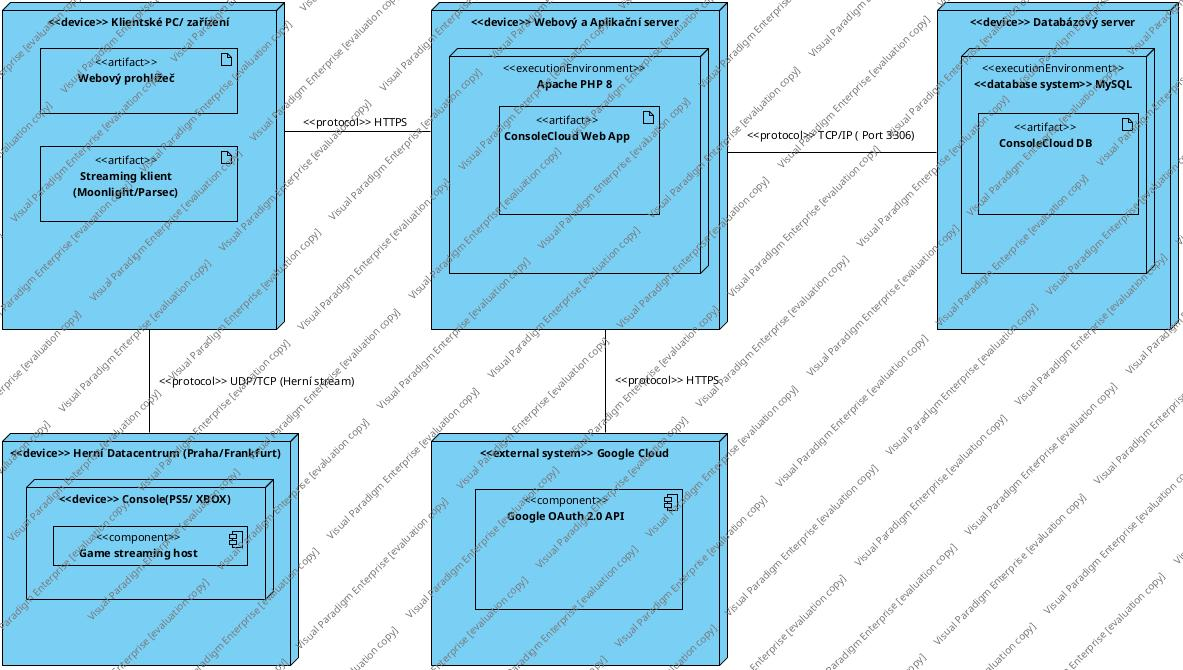 <<device>> Klientské PC/ zařízení
<<artifact>>
Webový prohlížeč
<<artifact>>
Streaming klient
(Moonlight/Parsec)
<<protocol>> HTTPS
<<device>> Webový a Aplikační server
<<executionEnvironment>>
Apache PHP 8
<<artifact>>
ConsoleCloud Web App
<<protocol>> TCP/IP ( Port 3306)
<<device>> Databázový server
<<executionEnvironment>>
<<database system>> MySQL
<<artifact>>
ConsoleCloud DB
<<protocol>> UDP/TCP (Herní stream)
<<protocol>> HTTPS
<<device>> Herní Datacentrum (Praha/Frankfurt)
<<device>> Console(PS5/ XBOX)
<<component>>
Game streaming host
<<external system>> Google Cloud
<<component>>
Google OAuth 2.0 API
Visual Paradigm Enterprise [evaluation copy]